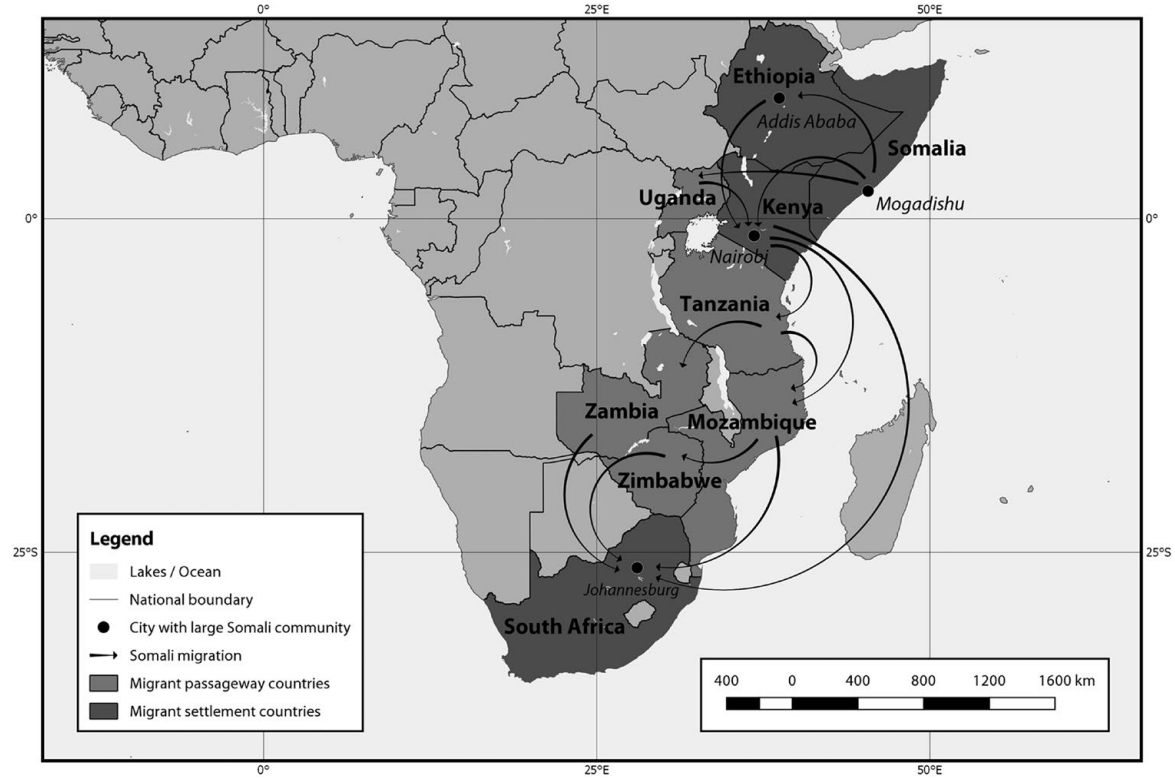 0°
25°E
50°E
Ethiopia
Addis Ababa
Somalia
Uganda
Kenya
Mogadishu
0°
0°
Nairobi
Tanzania
Zambia
Mozambique
Zimbabwe
25°S
25°S
Johannesburg
South Africa
Legend
Lakes / Ocean
National boundary
City with large Somali community
Somali migration
Migrant passageway countries
Migrant settlement countries
400 0 400 800 1200 1600 km
0°
25°E
50°E